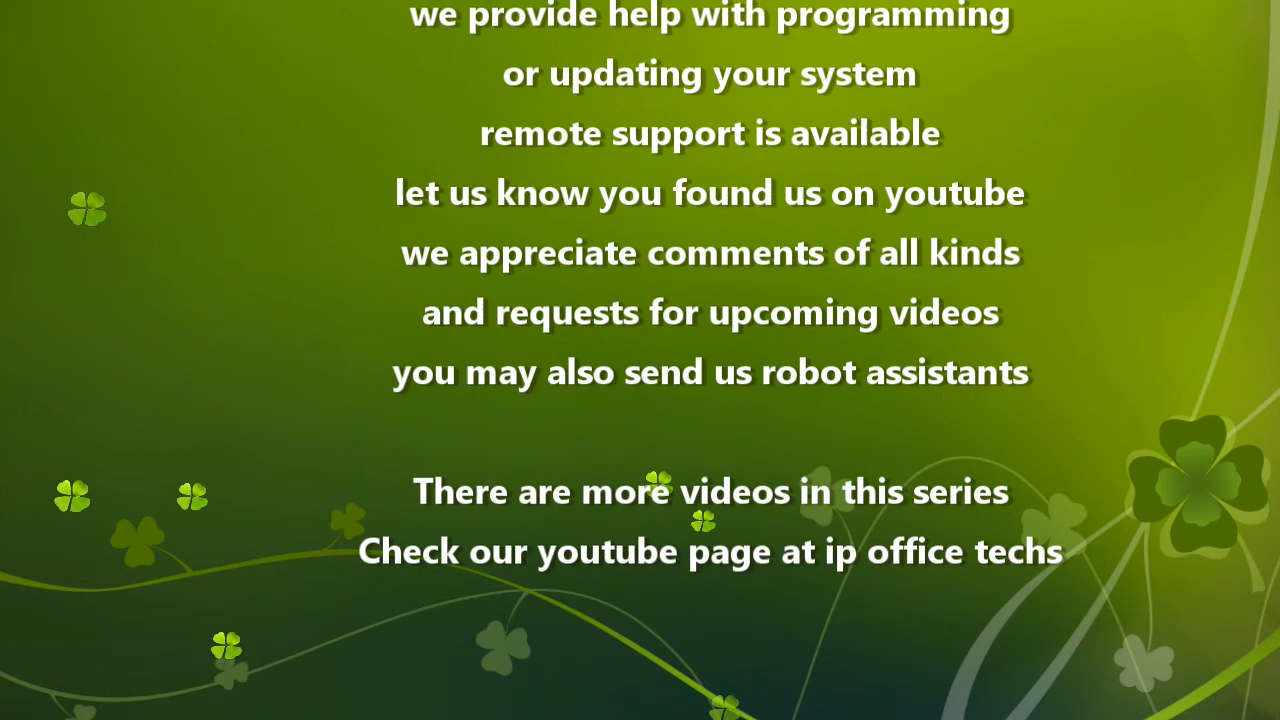 we provide help with programming
or updating your system
remote support is available
let us know you found us on youtube
we appreciate comments of all kinds
and requests for upcoming videos
you may also send us robot assistants
There are more videos in this series
Check our youtube page at ip office techs